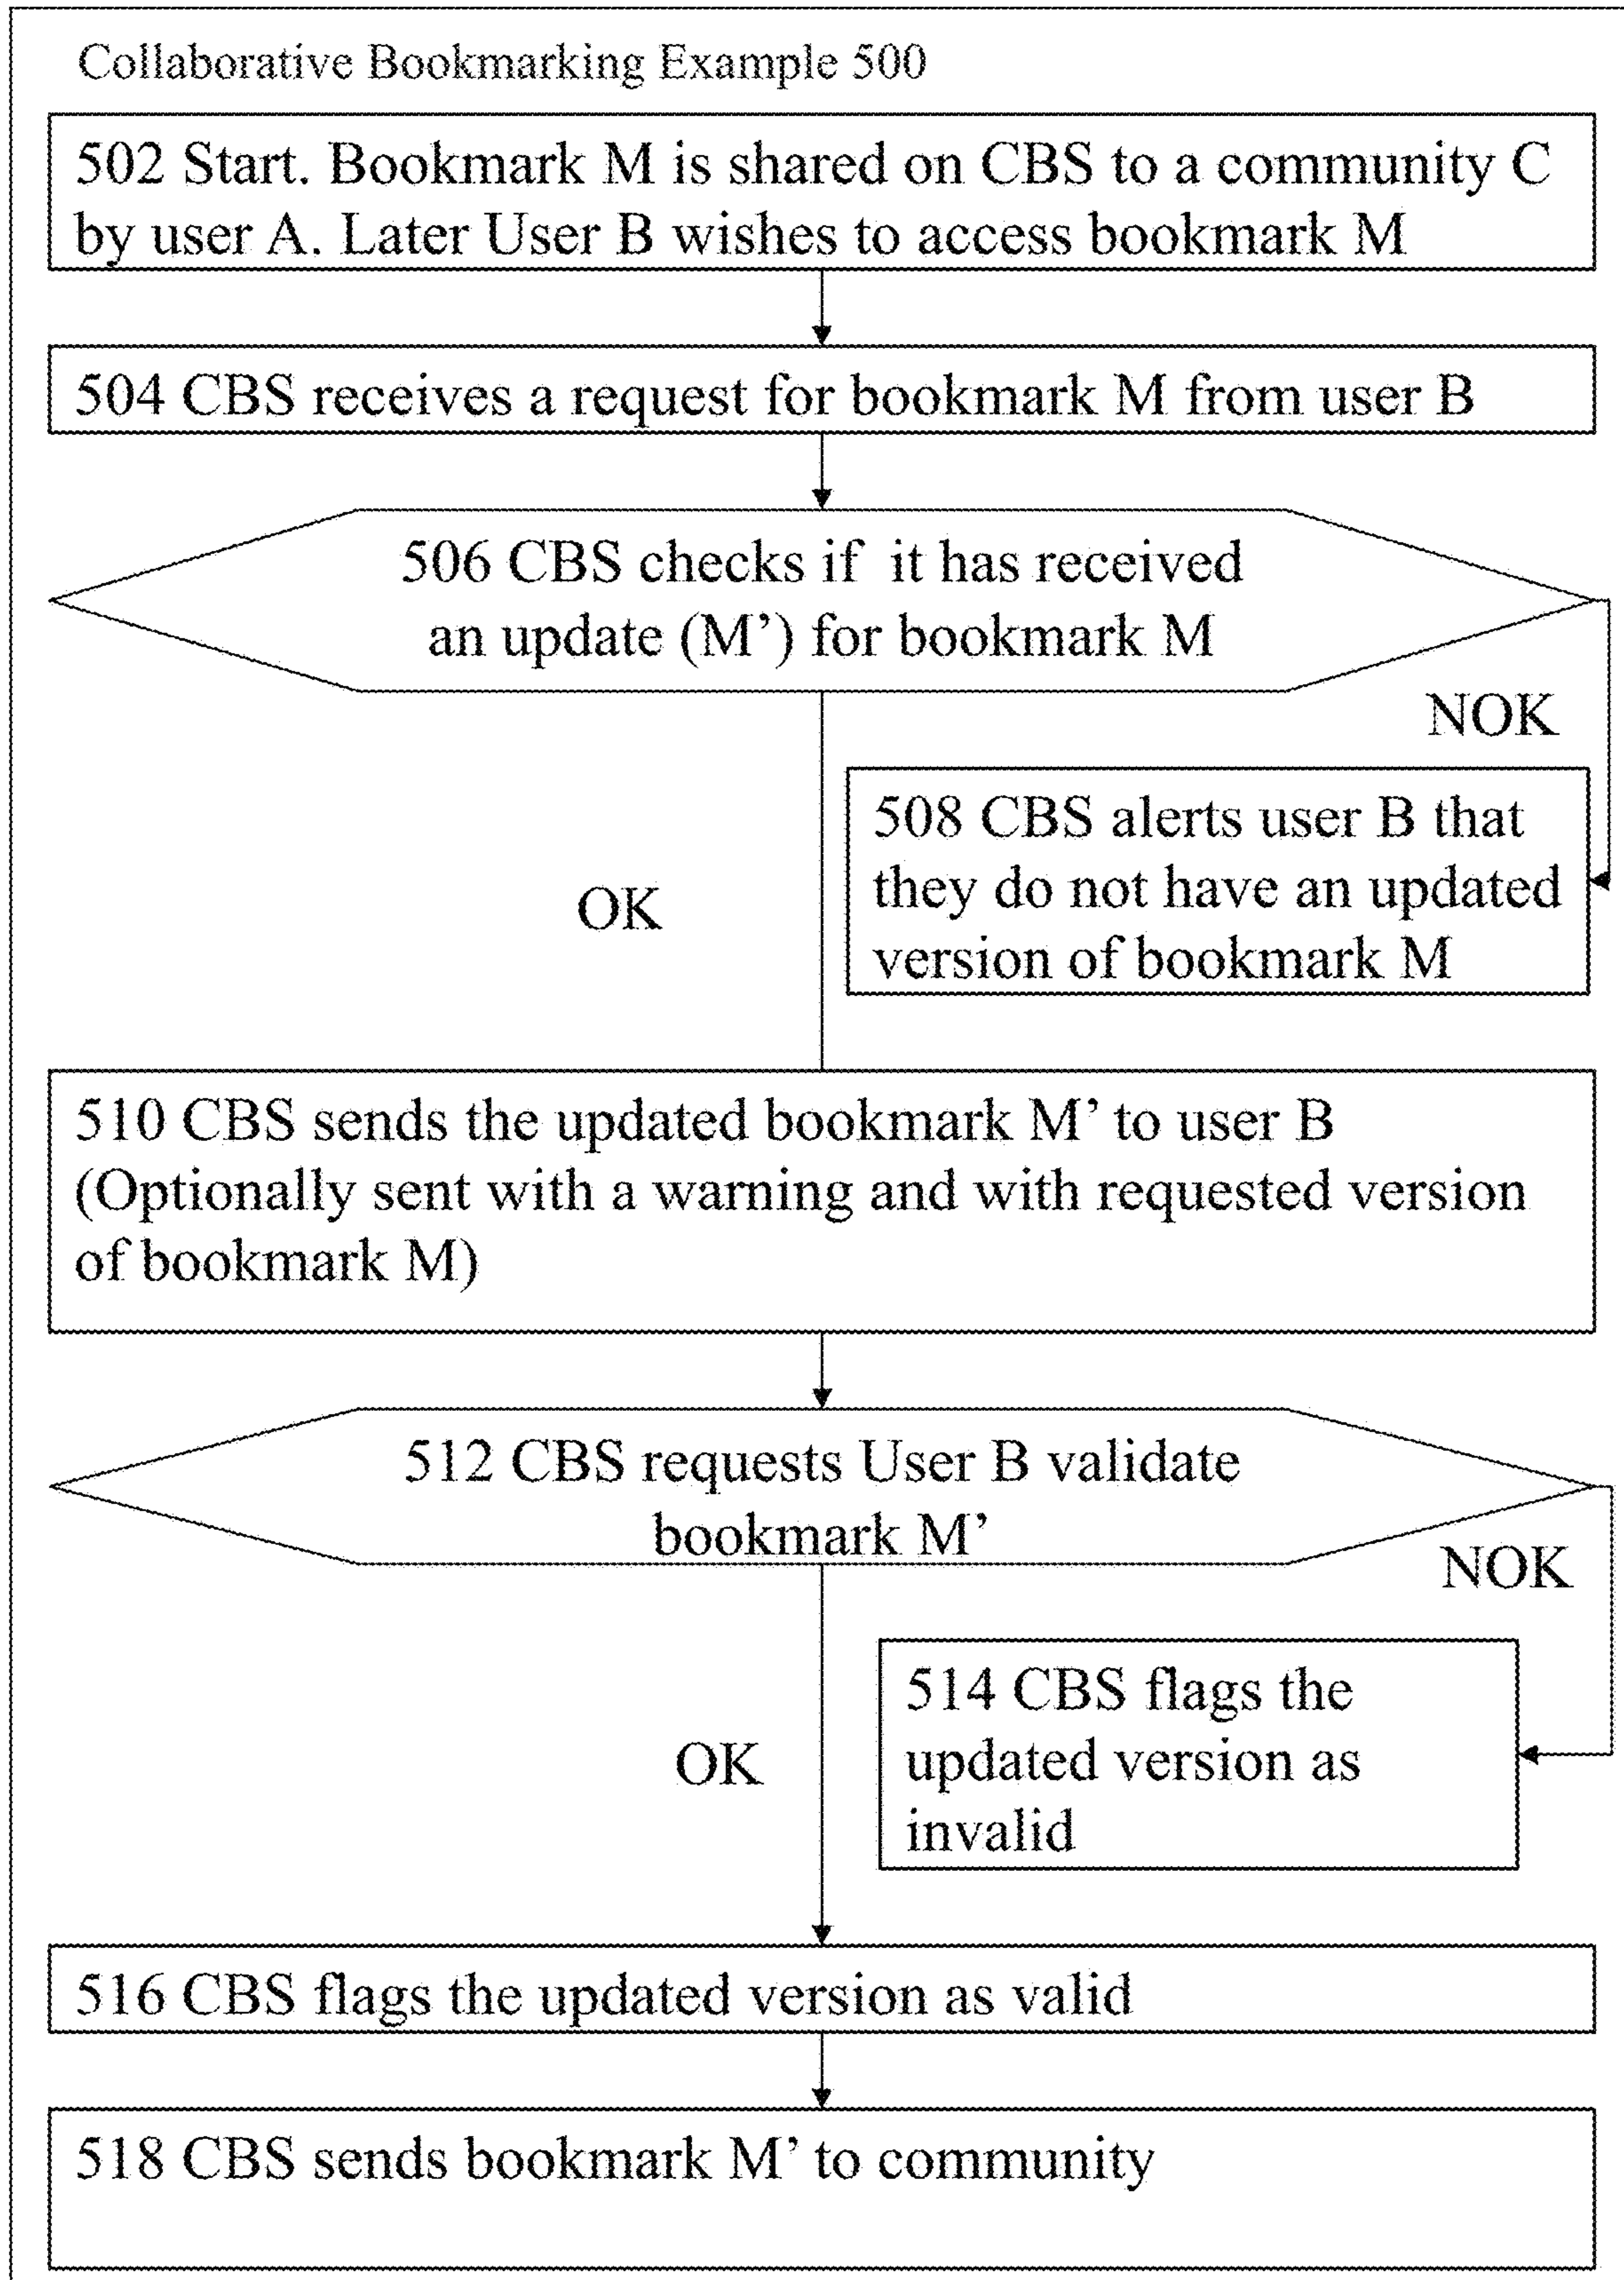 Collaborative Bookmarking Example 500
502 Start. Bookmark M is shared on CBS to a community C
by user A. Later User B wishes to access bookmark M
504 CBS receives a request for bookmark M from user B
506 CBS checks if it has received
an update (M’) for bookmark M
NOK
508 CBS alerts user B that
they do not have an updated
version of bookmark M
OK
510 CBS sends the updated bookmark M’ to user B
(Optionally sent with a warning and with requested version
of bookmark M)
512 CBS requests User B validate
bookmark M’
NOK
514 CBS flags the
updated version as
invalid
OK
516 CBS flags the updated version as valid
518 CBS sends bookmark M’ to community